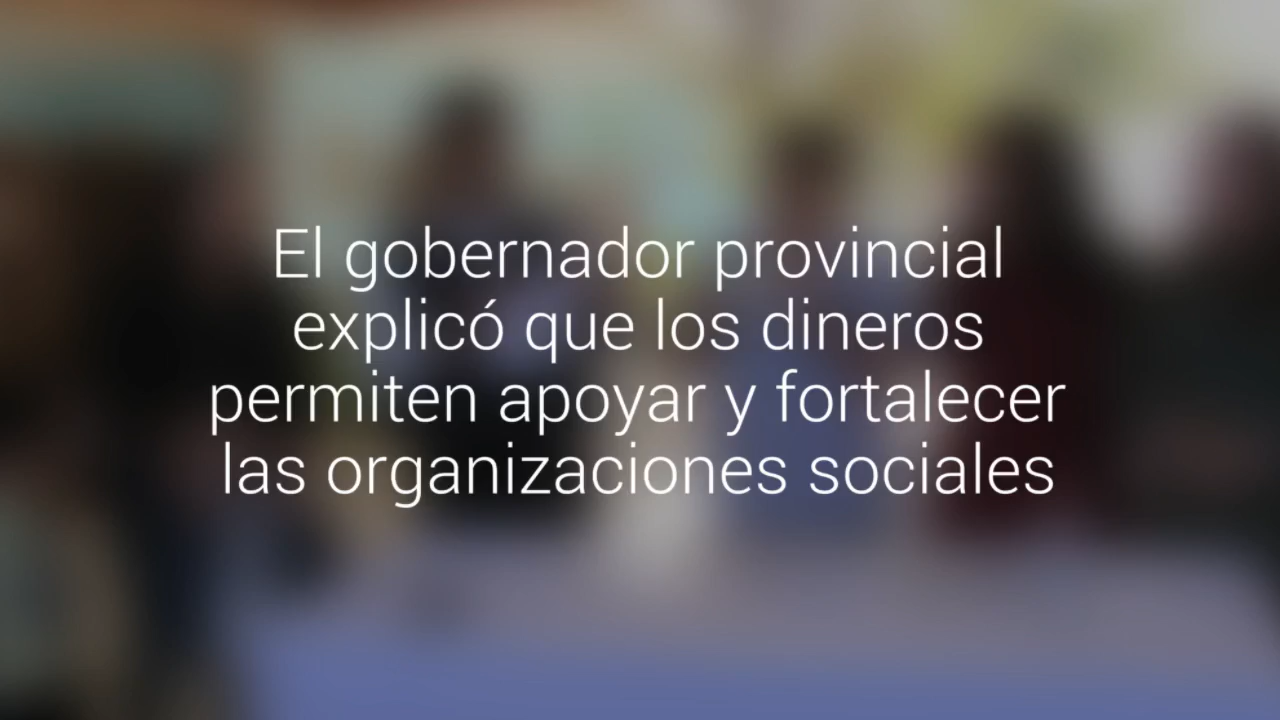 El gobernador provincial
explicó que los dineros
permiten apoyar y fortalecer
las organizaciones sociales